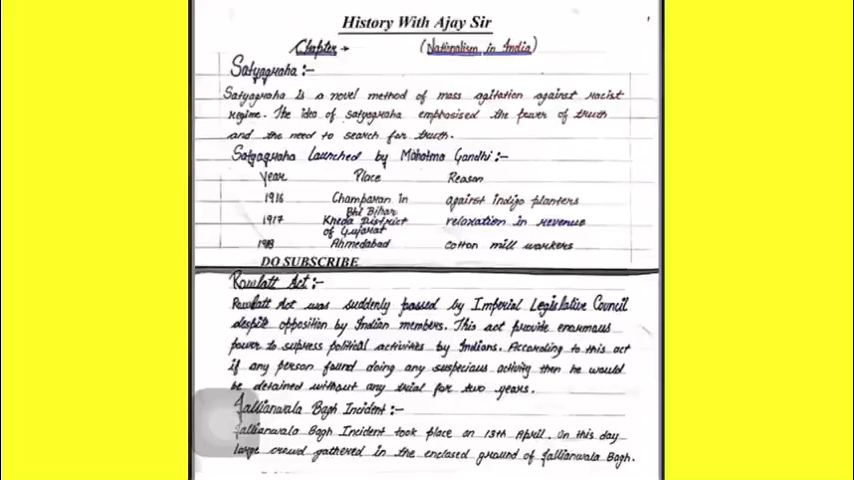 History With Ajay Sir
Chapter → (Nationalism in India)
Satyagraha :-
Satyagraha is a novel method of mass agitation against racist
regime. The idea of satyagraha emphasised the power of truth
and the need to search for truth.
Satyagraha Launched by Mahatma Gandhi :-
Year Place Reason
1916 Champaran in Bihar against indigo planters
1917 Kheda District of Gujarat relaxation in revenue
1918 Ahmedabad cotton mill workers
DO SUBSCRIBE
Rowlatt Act :-
Rowlatt Act was suddenly passed by Imperial Legislative Council
despite opposition by Indian members. This act provide enormous
power to supress political activities by Indians. According to this act
if any person found doing any suspecious activity then he would
be detained without any trial for two years.
Jallianwala Bagh Incident :-
Jallianwala Bagh Incident took place on 13th April. On this day
large crowd gathered in the enclosed ground of Jallianwala Bagh.